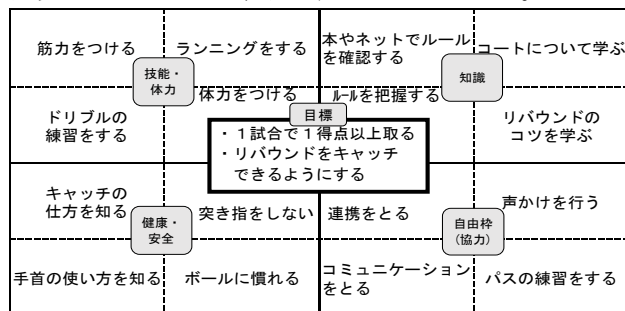 筋力をつける
ランニングをする
本やネットでルール
を確認する
コートについて学ぶ
技能・
体力
知識
体力をつける
ルールを把握する
ドリブルの
練習をする
リバウンドの
コツを学ぶ
目標
・１試合で１得点以上取る
・リバウンドをキャッチ
できるようにする
キャッチの
仕方を知る
突き指をしない
連携をとる
声かけを行う
健康・
安全
自由枠
(協力)
手首の使い方を知る
ボールに慣れる
コミュニケーション
をとる
パスの練習をする